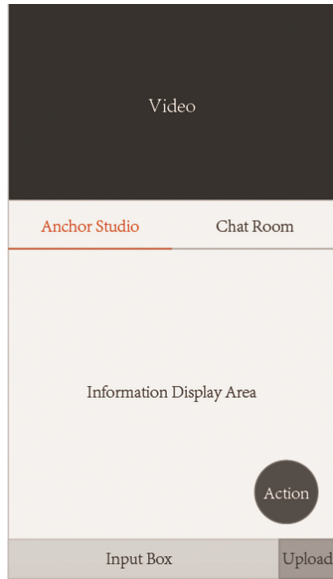 Video
Anchor Studio
Chat Room
Information Display Area
Action
Input Box
Upload